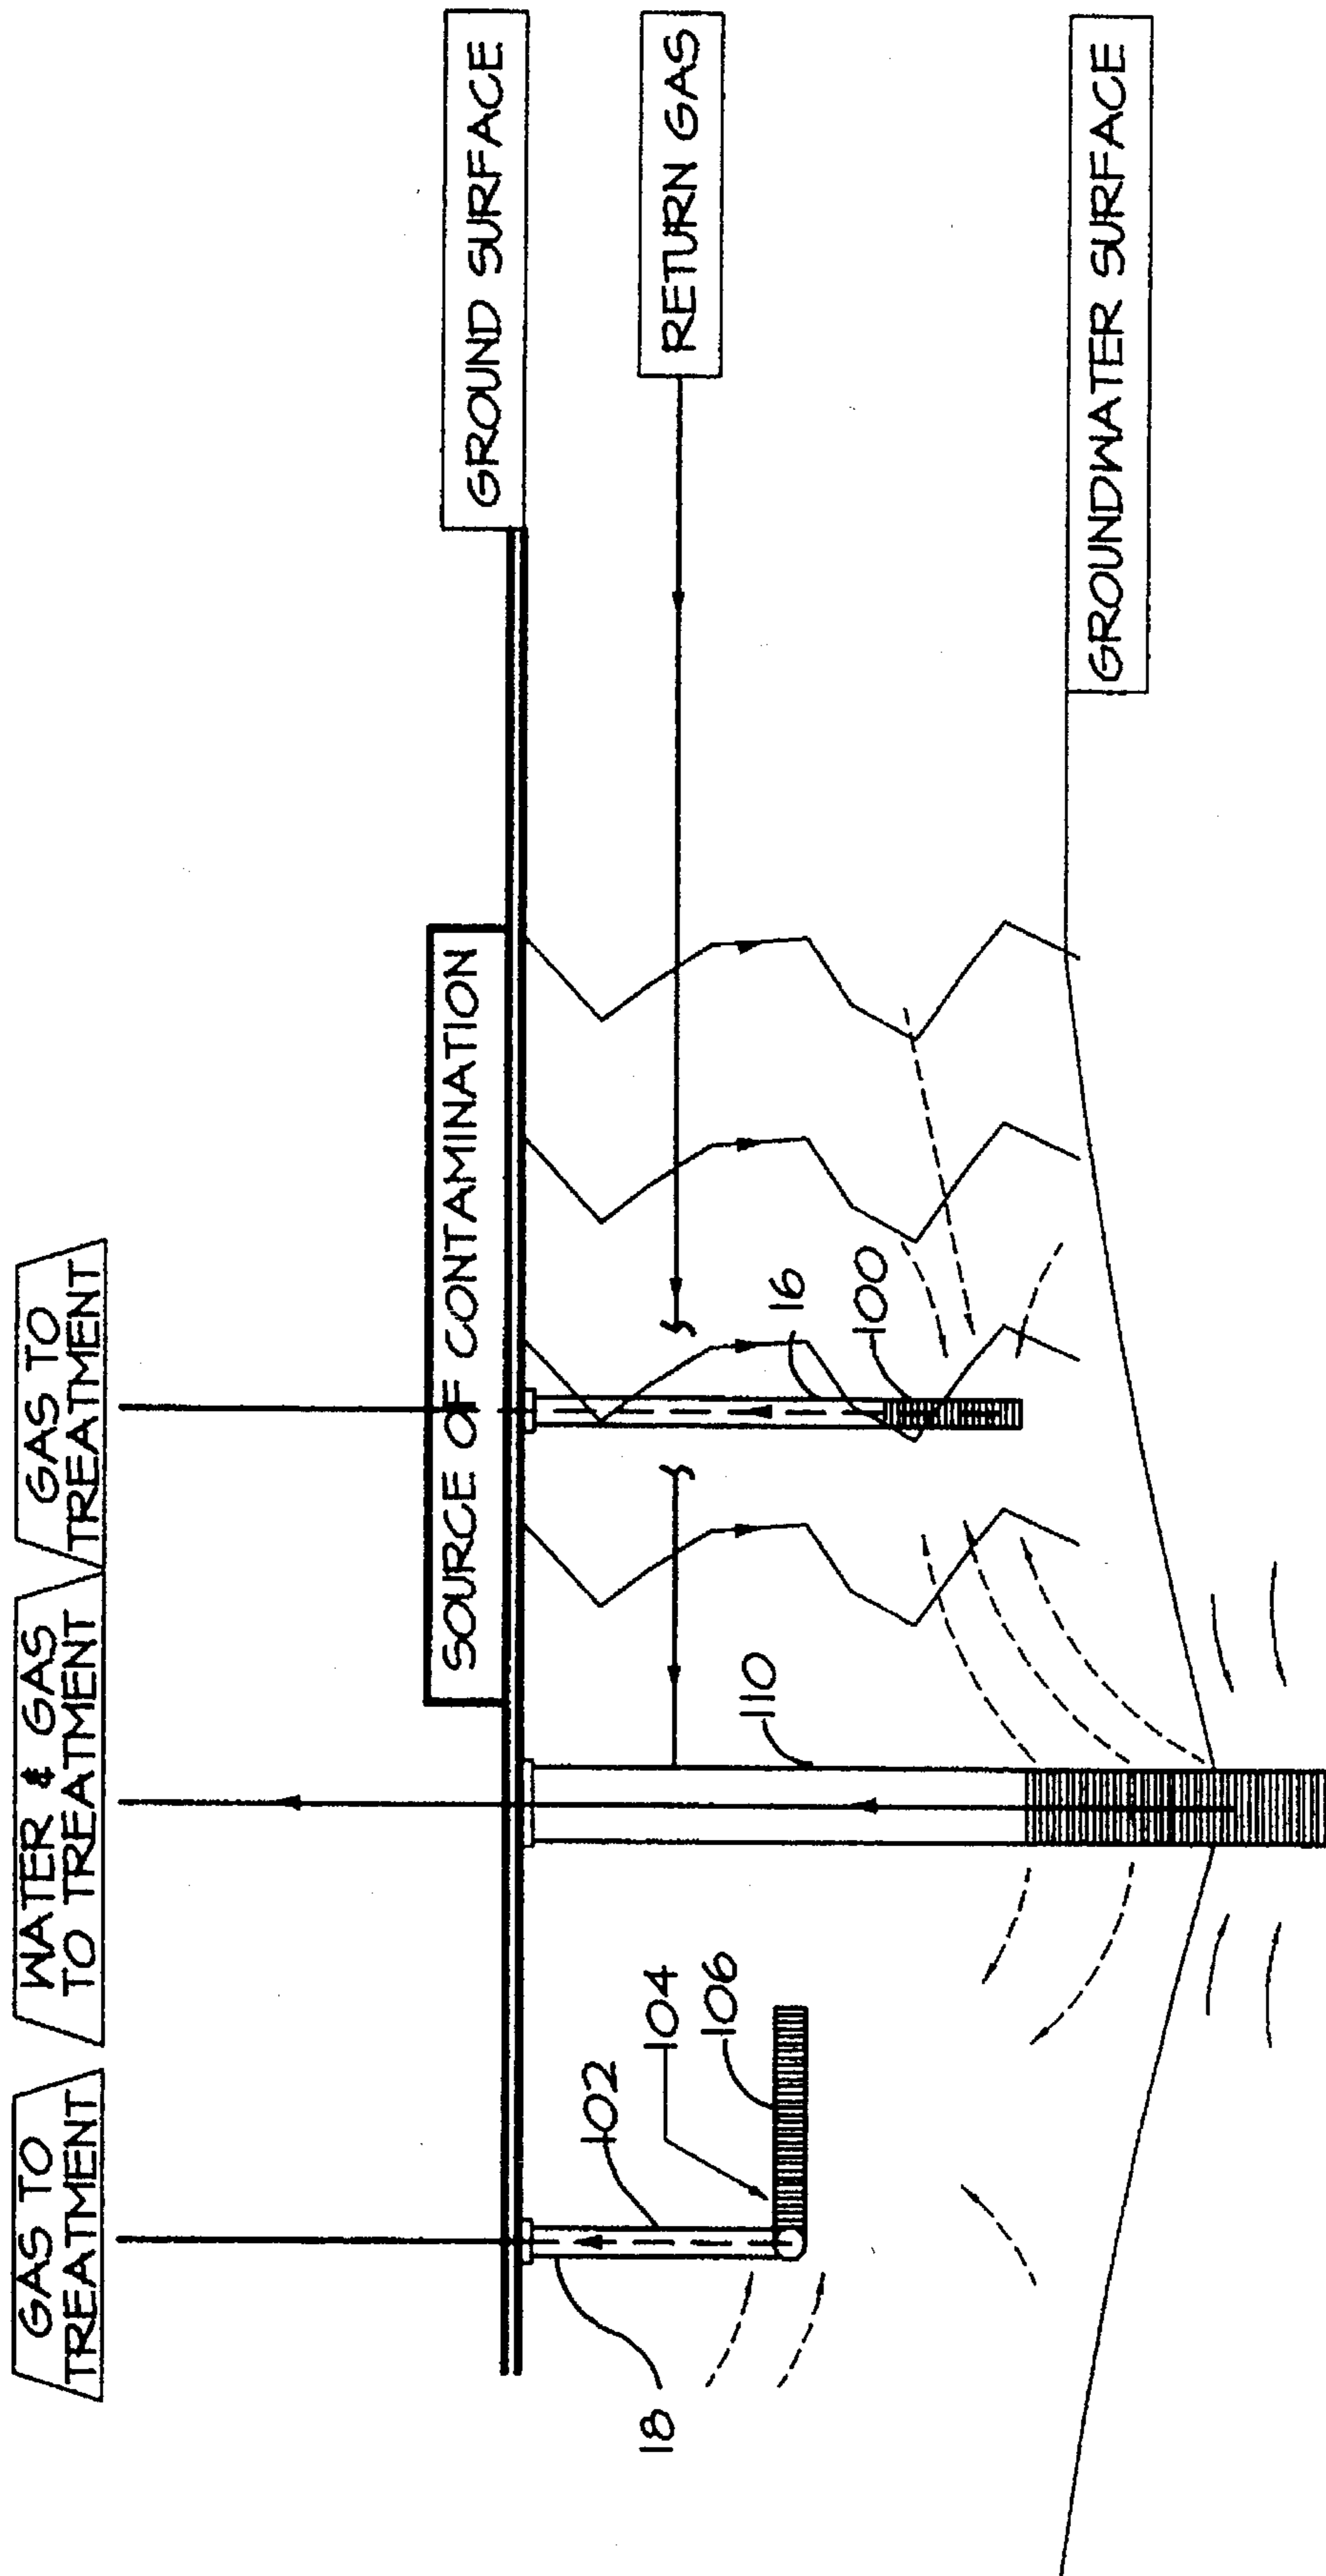 GAS TO
TREATMENT
WATER & GAS
TO TREATMENT
GAS TO
TREATMENT
SOURCE OF CONTAMINATION
GROUND SURFACE
RETURN GAS
GROUNDWATER SURFACE
18
102
104
106
110
16
100